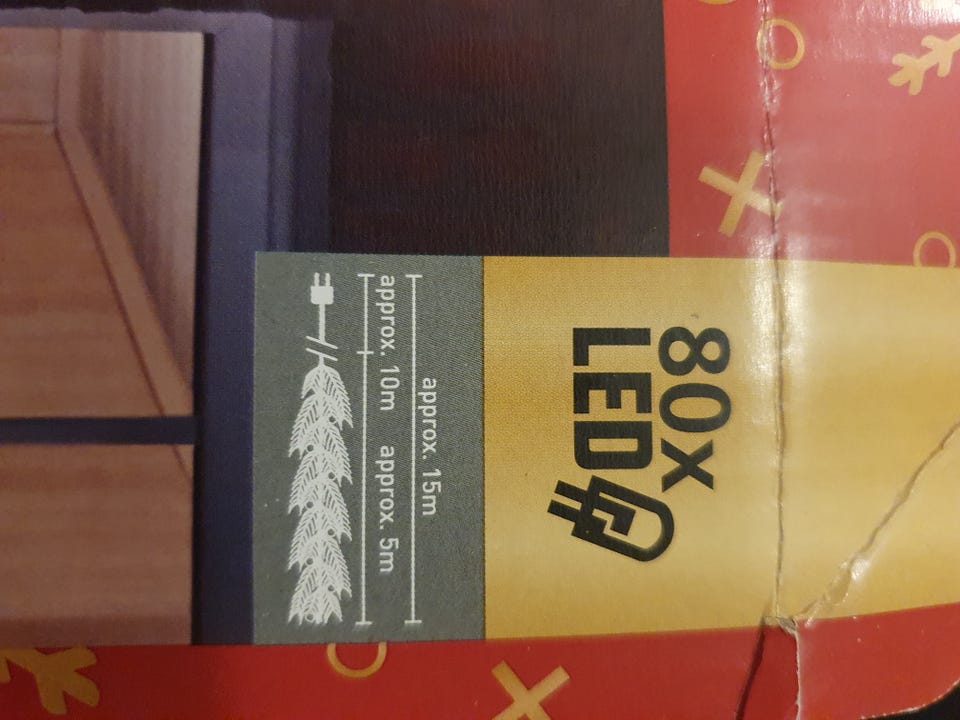 80x
LED
approx. 15m
approx. 10m approx. 5m